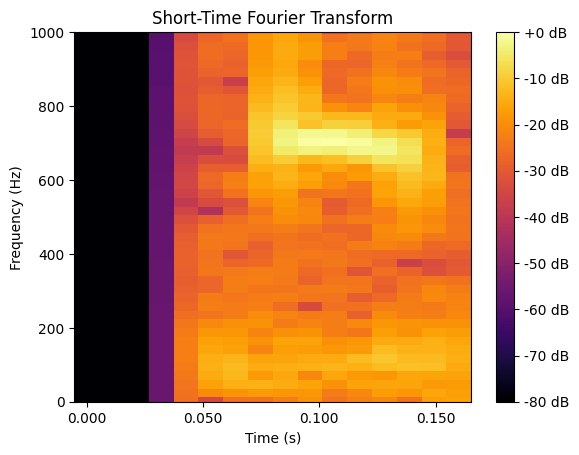 Short-Time Fourier Transform
Frequency (Hz)
1000
800
600
400
200
0
0.000
0.050
0.100
0.150
Time (s)
+0 dB
-10 dB
-20 dB
-30 dB
-40 dB
-50 dB
-60 dB
-70 dB
-80 dB